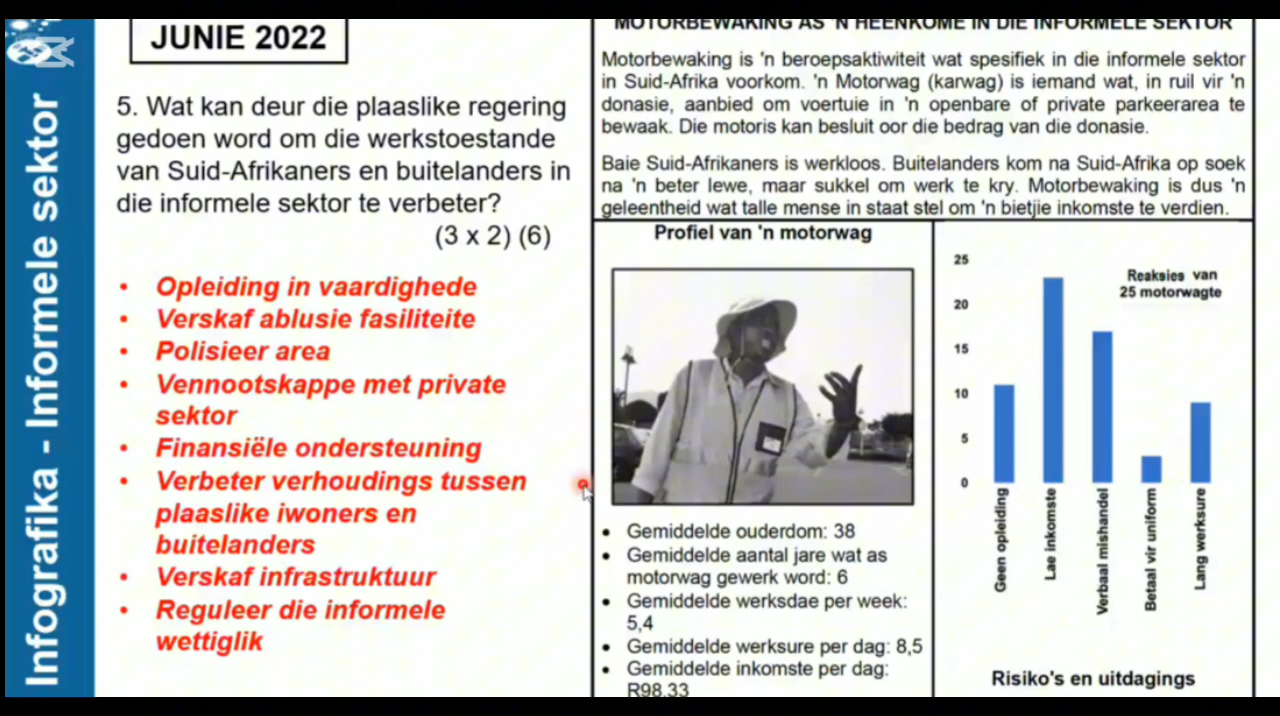 Infografika - Informele sektor
JUNIE 2022
5. Wat kan deur die plaaslike regering
gedoen word om die werkstoestande
van Suid-Afrikaners en buitelanders in
die informele sektor te verbeter?
(3 x 2) (6)
• Opleiding in vaardighede
• Verskaf ablusie fasiliteite
• Polisieer area
• Vennootskappe met private
sektor
• Finansiële ondersteuning
• Verbeter verhoudings tussen
plaaslike iwoners en
buitelanders
• Verskaf infrastruktuur
• Reguleer die informele
wettiglik
MOTORBEWAKING AS 'N HEENKOME IN DIE INFORMELE SEKTOR
Motorbewaking is 'n beroepsaktiwiteit wat spesifiek in die informele sektor
in Suid-Afrika voorkom. 'n Motorwag (karwag) is iemand wat, in ruil vir 'n
donasie, aanbied om voertuie in 'n openbare of private parkeerarea te
bewaak. Die motoris kan besluit oor die bedrag van die donasie.
Baie Suid-Afrikaners is werkloos. Buitelanders kom na Suid-Afrika op soek
na 'n beter lewe, maar sukkel om werk te kry. Motorbewaking is dus 'n
geleentheid wat talle mense in staat stel om 'n bietjie inkomste te verdien.
Profiel van 'n motorwag
• Gemiddelde ouderdom: 38
• Gemiddelde aantal jare wat as
motorwag gewerk word: 6
• Gemiddelde werksdae per week:
5,4
• Gemiddelde werksure per dag: 8,5
• Gemiddelde inkomste per dag:
R98.33
Reaksies van
25 motorwagte
25
20
15
10
5
0
Geen opleiding
Lae inkomste
Verbaal mishandel
Betaal vir uniform
Lang werksure
Risiko's en uitdagings